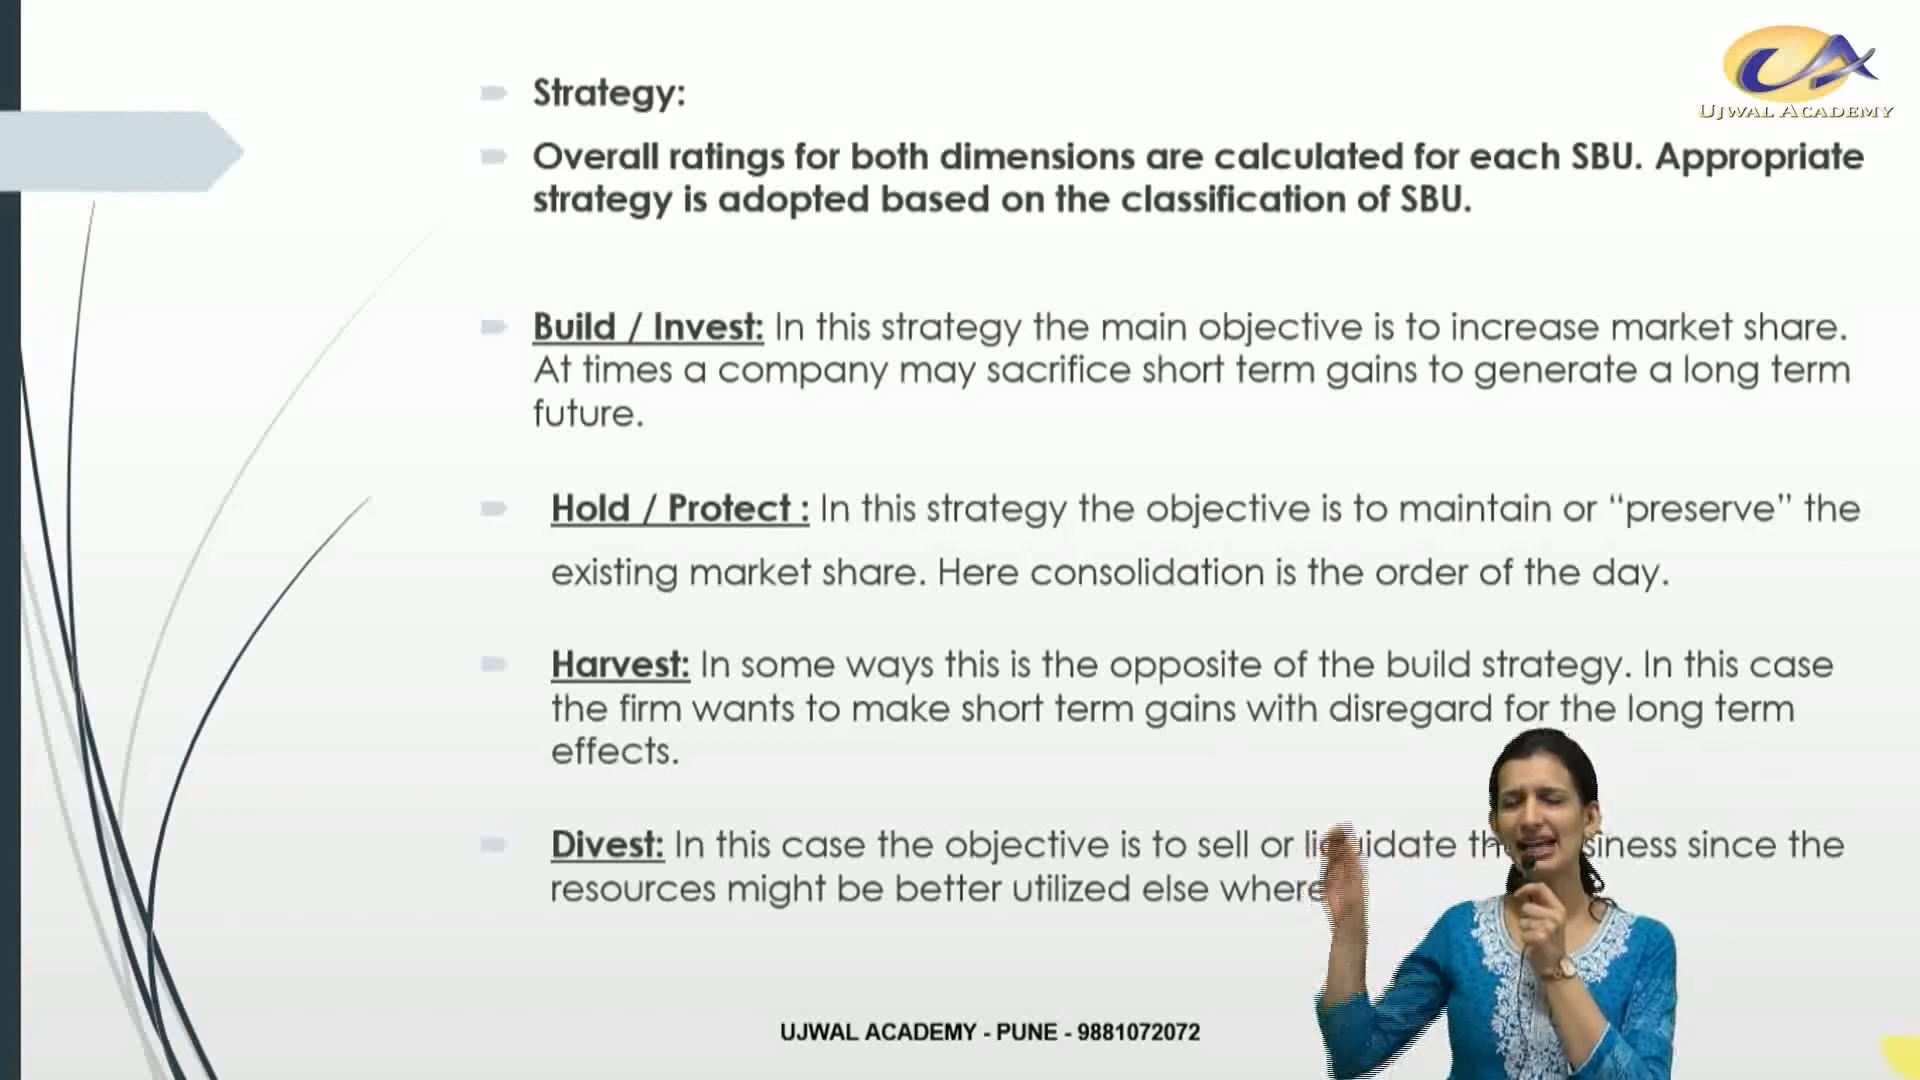 UJWAL ACADEMY
Strategy:
Overall ratings for both dimensions are calculated for each SBU. Appropriate
strategy is adopted based on the classification of SBU.
Build / Invest: In this strategy the main objective is to increase market share.
At times a company may sacrifice short term gains to generate a long term
future.
Hold / Protect : In this strategy the objective is to maintain or “preserve” the
existing market share. Here consolidation is the order of the day.
Harvest: In some ways this is the opposite of the build strategy. In this case
the firm wants to make short term gains with disregard for the long term
effects.
Divest: In this case the objective is to sell or since the
resources might be better utilized else where
UJWAL ACADEMY - PUNE - 9881072072